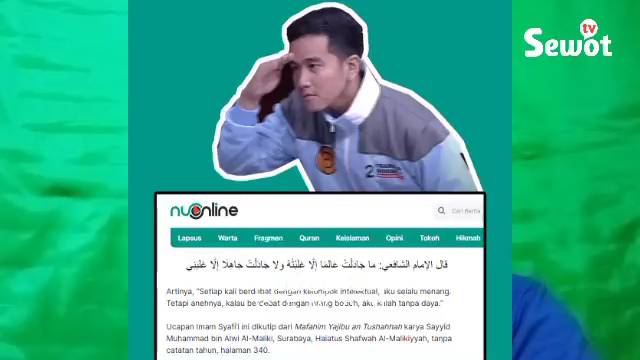 tv
Sewot
2
nuonline
Cari Berita
Lapsus Warta Fragmen Quran Keislaman Opini Tokoh Hikmah
قال الإمام الشافعي: ما جادلت عالما إلا غلبته ولا جادلت جاهلا إلا غلبني
Artinya, "Setiap kali berdebat dengan kelompok intelektual, aku selalu menang.
Tetapi anehnya, kalau berdebat dengan orang bodoh, aku kalah tanpa daya."
Ucapan Imam Syafi'i ini dikutip dari Mafahim Yajibu an Tushahhah karya Sayyid
Muhammad bin Alwi Al-Maliki, Surabaya, Haiatus Shafwah Al-Malikiyyah, tanpa
catatan tahun, halaman 340.